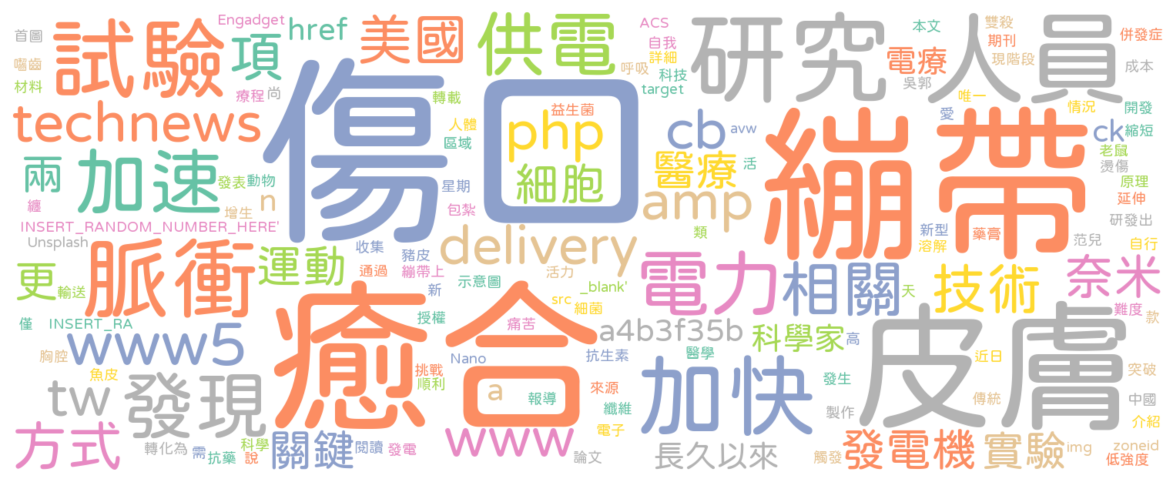 首圖
Engadget
href
美國
供電
ACS
研究人員
本文
雙殺
併發症
囓齒
試驗
項
自我
電療
期刊
材料
療程
尚
呼吸
詳細
現階段
成本
科技
吳郭
轉載
target
唯一
情況
開發
technews
傷口
益生菌
cb
avw
愛
ck
縮短
人體
php
繃帶
老鼠
兩
加速
發表
動物
區域
細胞
醫療
活
燙傷
原理
n
星期
延伸
纏
增生
包紮
amp
類
新型
藥膏
研發出
INSERT_RANDOM_NUMBER_HERE'
Unsplash
收集
豬皮
delivery
溶解
范兒
自行
更
脈衝
運動
通過
繃帶上
示意圖
活力
_blank'
電力
相關
天
技術
奈米
輸送
新
src
細菌
難度
款
僅
INSERT_RA
授權
癒合
痛苦
a4b3f35b
科學家
高
皮膚
www5
胸腔
Nano
抗生素
醫學
近日
突破
魚皮
挑戰
順利
a
報導
來源
纖維
加快
發生
傳統
中國
tw
發現
製作
介紹
方式
轉化為
需
科學
抗藥
說
關鍵
閱讀
發電
www
論文
電子
長久以來
觸發
發電機
實驗
img
zoneid
低強度